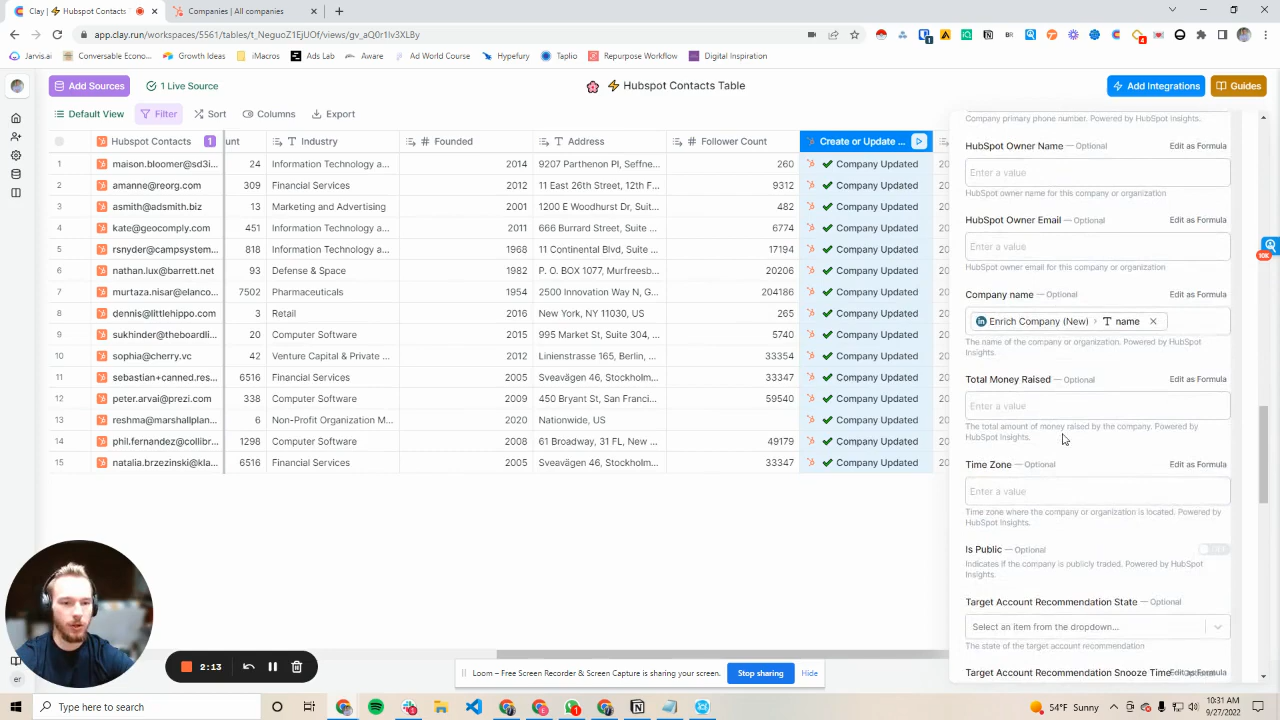 Clay | ⚡ Hubspot Contacts Table
Companies | All companies
app.clay.run/workspaces/5561/tables/t_NeguoZ1EjUOf/views/gv_aQ0r1Iv3XLBy
Jarvis.ai
Conversionbay
Growth Ideas
iMacros
Ads Lab
Aware
Ad World Course
Hypefury
Taplio
Repurpose Workflow
Digital Inspiration
Add Sources
1 Live Source
Hubspot Contacts Table
Add Integrations
Guides
Default View
Filter
Sort
Columns
Export
Hubspot Contacts 1 unt Industry Founded Address Follower Count Create or Update ...
1 maison.bloomer@sd3i... 24 Information Technology a... 2014 9207 Parthenon Pl, Seffne... 260 Company Updated
2 amanne@reorg.com 309 Financial Services 2012 11 East 26th Street, 12th F... 9312 Company Updated
3 asmith@adsmith.biz 13 Marketing and Advertising 2001 1200 E Woodhurst Dr, Suit... 482 Company Updated
4 kate@geocomply.com 451 Information Technology a... 2011 666 Burrard Street, Suite ... 6774 Company Updated
5 rsnyder@campsystem... 818 Information Technology a... 1968 11 Continental Blvd, Suite ... 17194 Company Updated
6 nathan.lux@barrett.net 93 Defense & Space 1982 P. O. BOX 1077, Murfreesb... 20206 Company Updated
7 murtaza.nisar@elanco... 7502 Pharmaceuticals 1954 2500 Innovation Way N, G... 204186 Company Updated
8 dennis@littlehippo.com 3 Retail 2016 New York, NY 11030, US 265 Company Updated
9 sukhinder@theboardli... 20 Computer Software 2012 995 Market St, Suite 304, ... 5740 Company Updated
10 sophia@cherry.vc 42 Venture Capital & Private ... 2012 Linienstrasse 165, Berlin, ... 33354 Company Updated
11 sebastian+canned.res... 6516 Financial Services 2005 Sveavägen 46, Stockholm... 33347 Company Updated
12 peter.arvai@prezi.com 338 Computer Software 2009 450 Bryant St, San Franci... 59540 Company Updated
13 reshma@marshallplan... 6 Non-Profit Organization M... 2020 Nationwide, US Company Updated
14 phil.fernandez@collibr... 1298 Computer Software 2008 61 Broadway, 31 FL, New ... 49179 Company Updated
15 natalia.brzezinski@kla... 6516 Financial Services 2005 Sveavägen 46, Stockholm... 33347 Company Updated
Company primary phone number. Powered by HubSpot Insights.
HubSpot Owner Name — Optional Edit as Formula
Enter a value
HubSpot owner name for this company or organization
HubSpot Owner Email — Optional Edit as Formula
Enter a value
HubSpot owner email for this company or organization
Company name — Optional Edit as Formula
Enrich Company (New) > T name ×
The name of the company or organization. Powered by HubSpot
Insights.
Total Money Raised — Optional Edit as Formula
Enter a value
The total amount of money raised by the company. Powered by
HubSpot Insights.
Time Zone — Optional Edit as Formula
Enter a value
Time zone where the company or organization is located. Powered by
HubSpot Insights.
Is Public — Optional OFF
Indicates if the company is publicly traded. Powered by HubSpot
Insights.
Target Account Recommendation State — Optional
Select an item from the dropdown...
The state of the target account recommendation
Target Account Recommendation Snooze Time Edit as Formula
10K
2:13
Loom – Free Screen Recorder & Screen Capture is sharing your screen.
Stop sharing
Hide
Type here to search
54°F Sunny
10:31 AM
9/27/2022